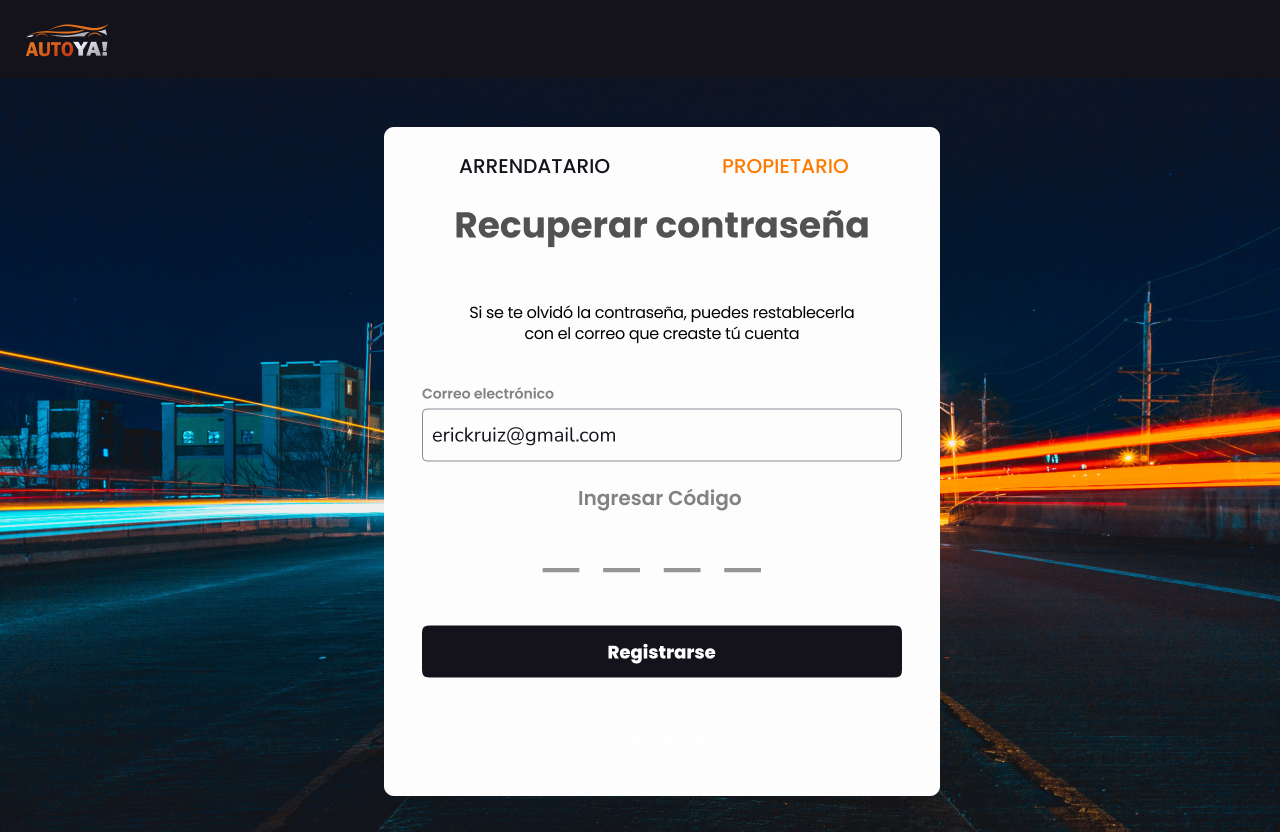 AUTOYA!
ARRENDATARIO
PROPIETARIO
Recuperar contraseña
Si se te olvidó la contraseña, puedes restablecerla
con el correo que creaste tú cuenta
Correo electrónico
erickruiz@gmail.com
Ingresar Código
Registrarse